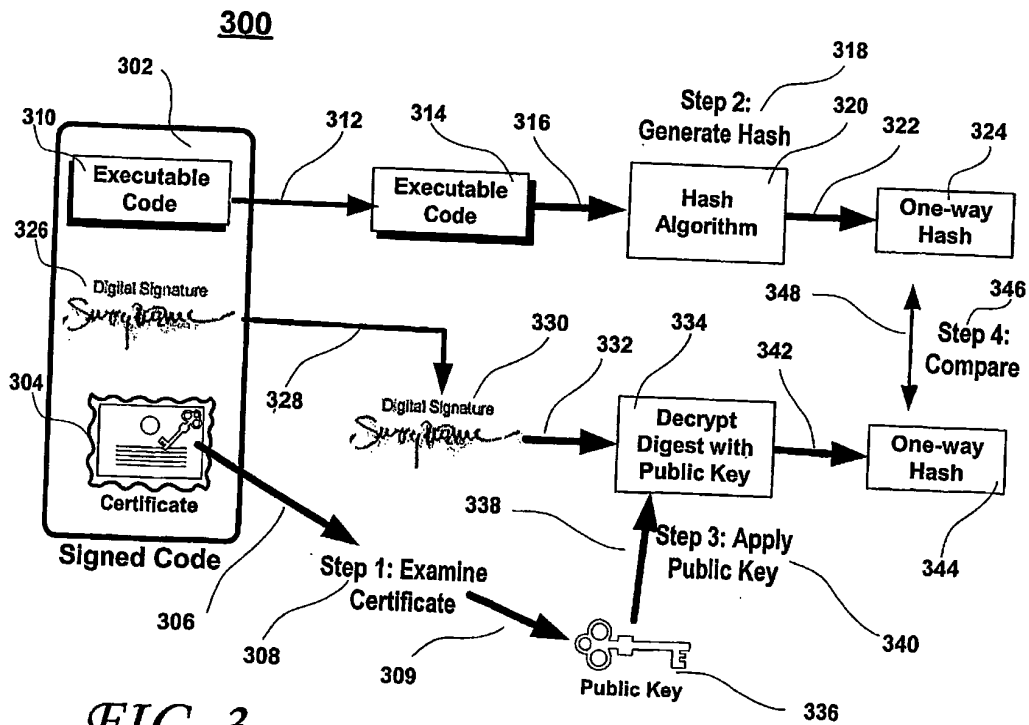 300
302
318
310
312
314
316
Step 2:
Generate Hash
320
322
324
Executable
Code
Executable
Code
Hash
Algorithm
One-way
Hash
326
Digital Signature
348
346
Step 4:
Compare
328
330
332
334
342
304
Digital Signature
Decrypt
Digest with
Public Key
One-way
Hash
Certificate
338
Signed Code
Step 3: Apply
Public Key
344
306
Step 1: Examine
Certificate
308
309
340
Public Key
336
FIG. 3